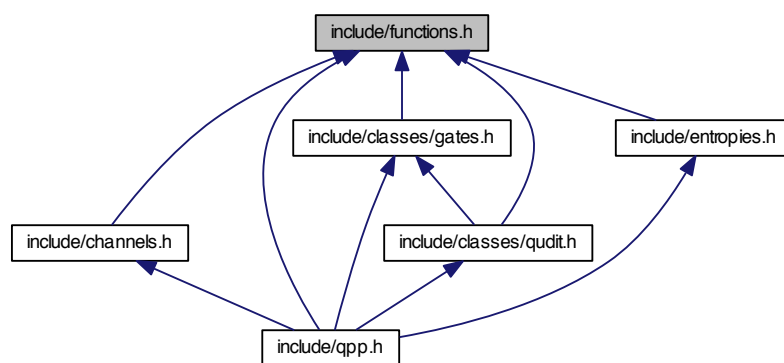 include/functions.h
include/classes/gates.h
include/entropies.h
include/channels.h
include/classes/qudit.h
include/qpp.h